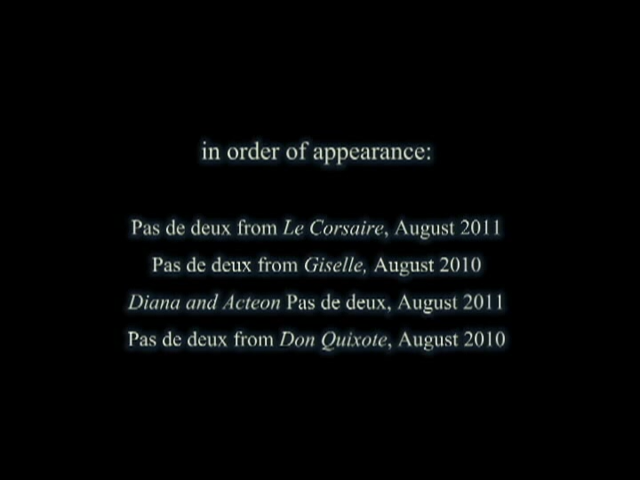 in order of appearance:
Pas de deux from Le Corsaire, August 2011
Pas de deux from Giselle, August 2010
Diana and Acteon Pas de deux, August 2011
Pas de deux from Don Quixote, August 2010